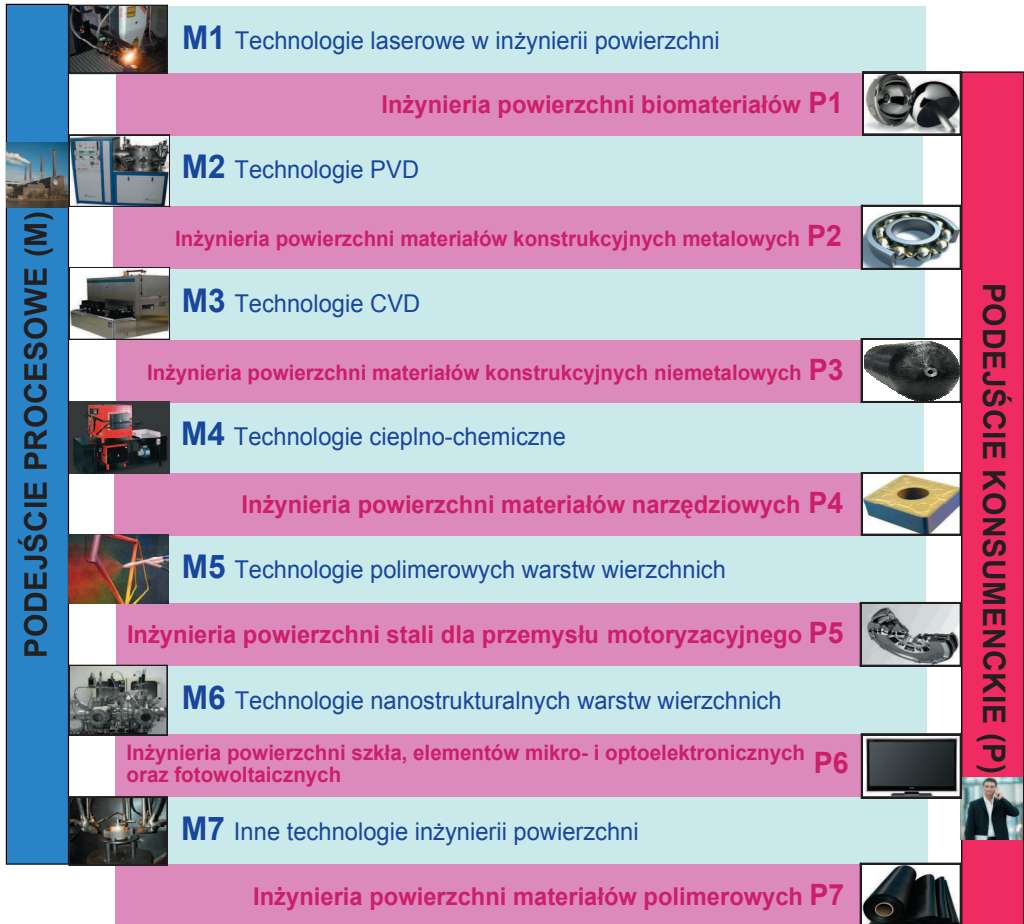 M1 Technologie laserowe w inżynierii powierzchni
Inżynieria powierzchni biomateriałów P1
M2 Technologie PVD
Inżynieria powierzchni materiałów konstrukcyjnych metalowych P2
M3 Technologie CVD
Inżynieria powierzchni materiałów konstrukcyjnych niemetalowych P3
M4 Technologie cieplno-chemiczne
Inżynieria powierzchni materiałów narzędziowych P4
M5 Technologie polimerowych warstw wierzchnich
Inżynieria powierzchni stali dla przemysłu motoryzacyjnego P5
M6 Technologie nanostrukturalnych warstw wierzchnich
Inżynieria powierzchni szkła, elementów mikro- i optoelektronicznych
oraz fotowoltaicznych P6
M7 Inne technologie inżynierii powierzchni
Inżynieria powierzchni materiałów polimerowych P7
PODEJŚCIE PROCESOWE (M)
PODEJŚCIE KONSUMENCKIE (P)